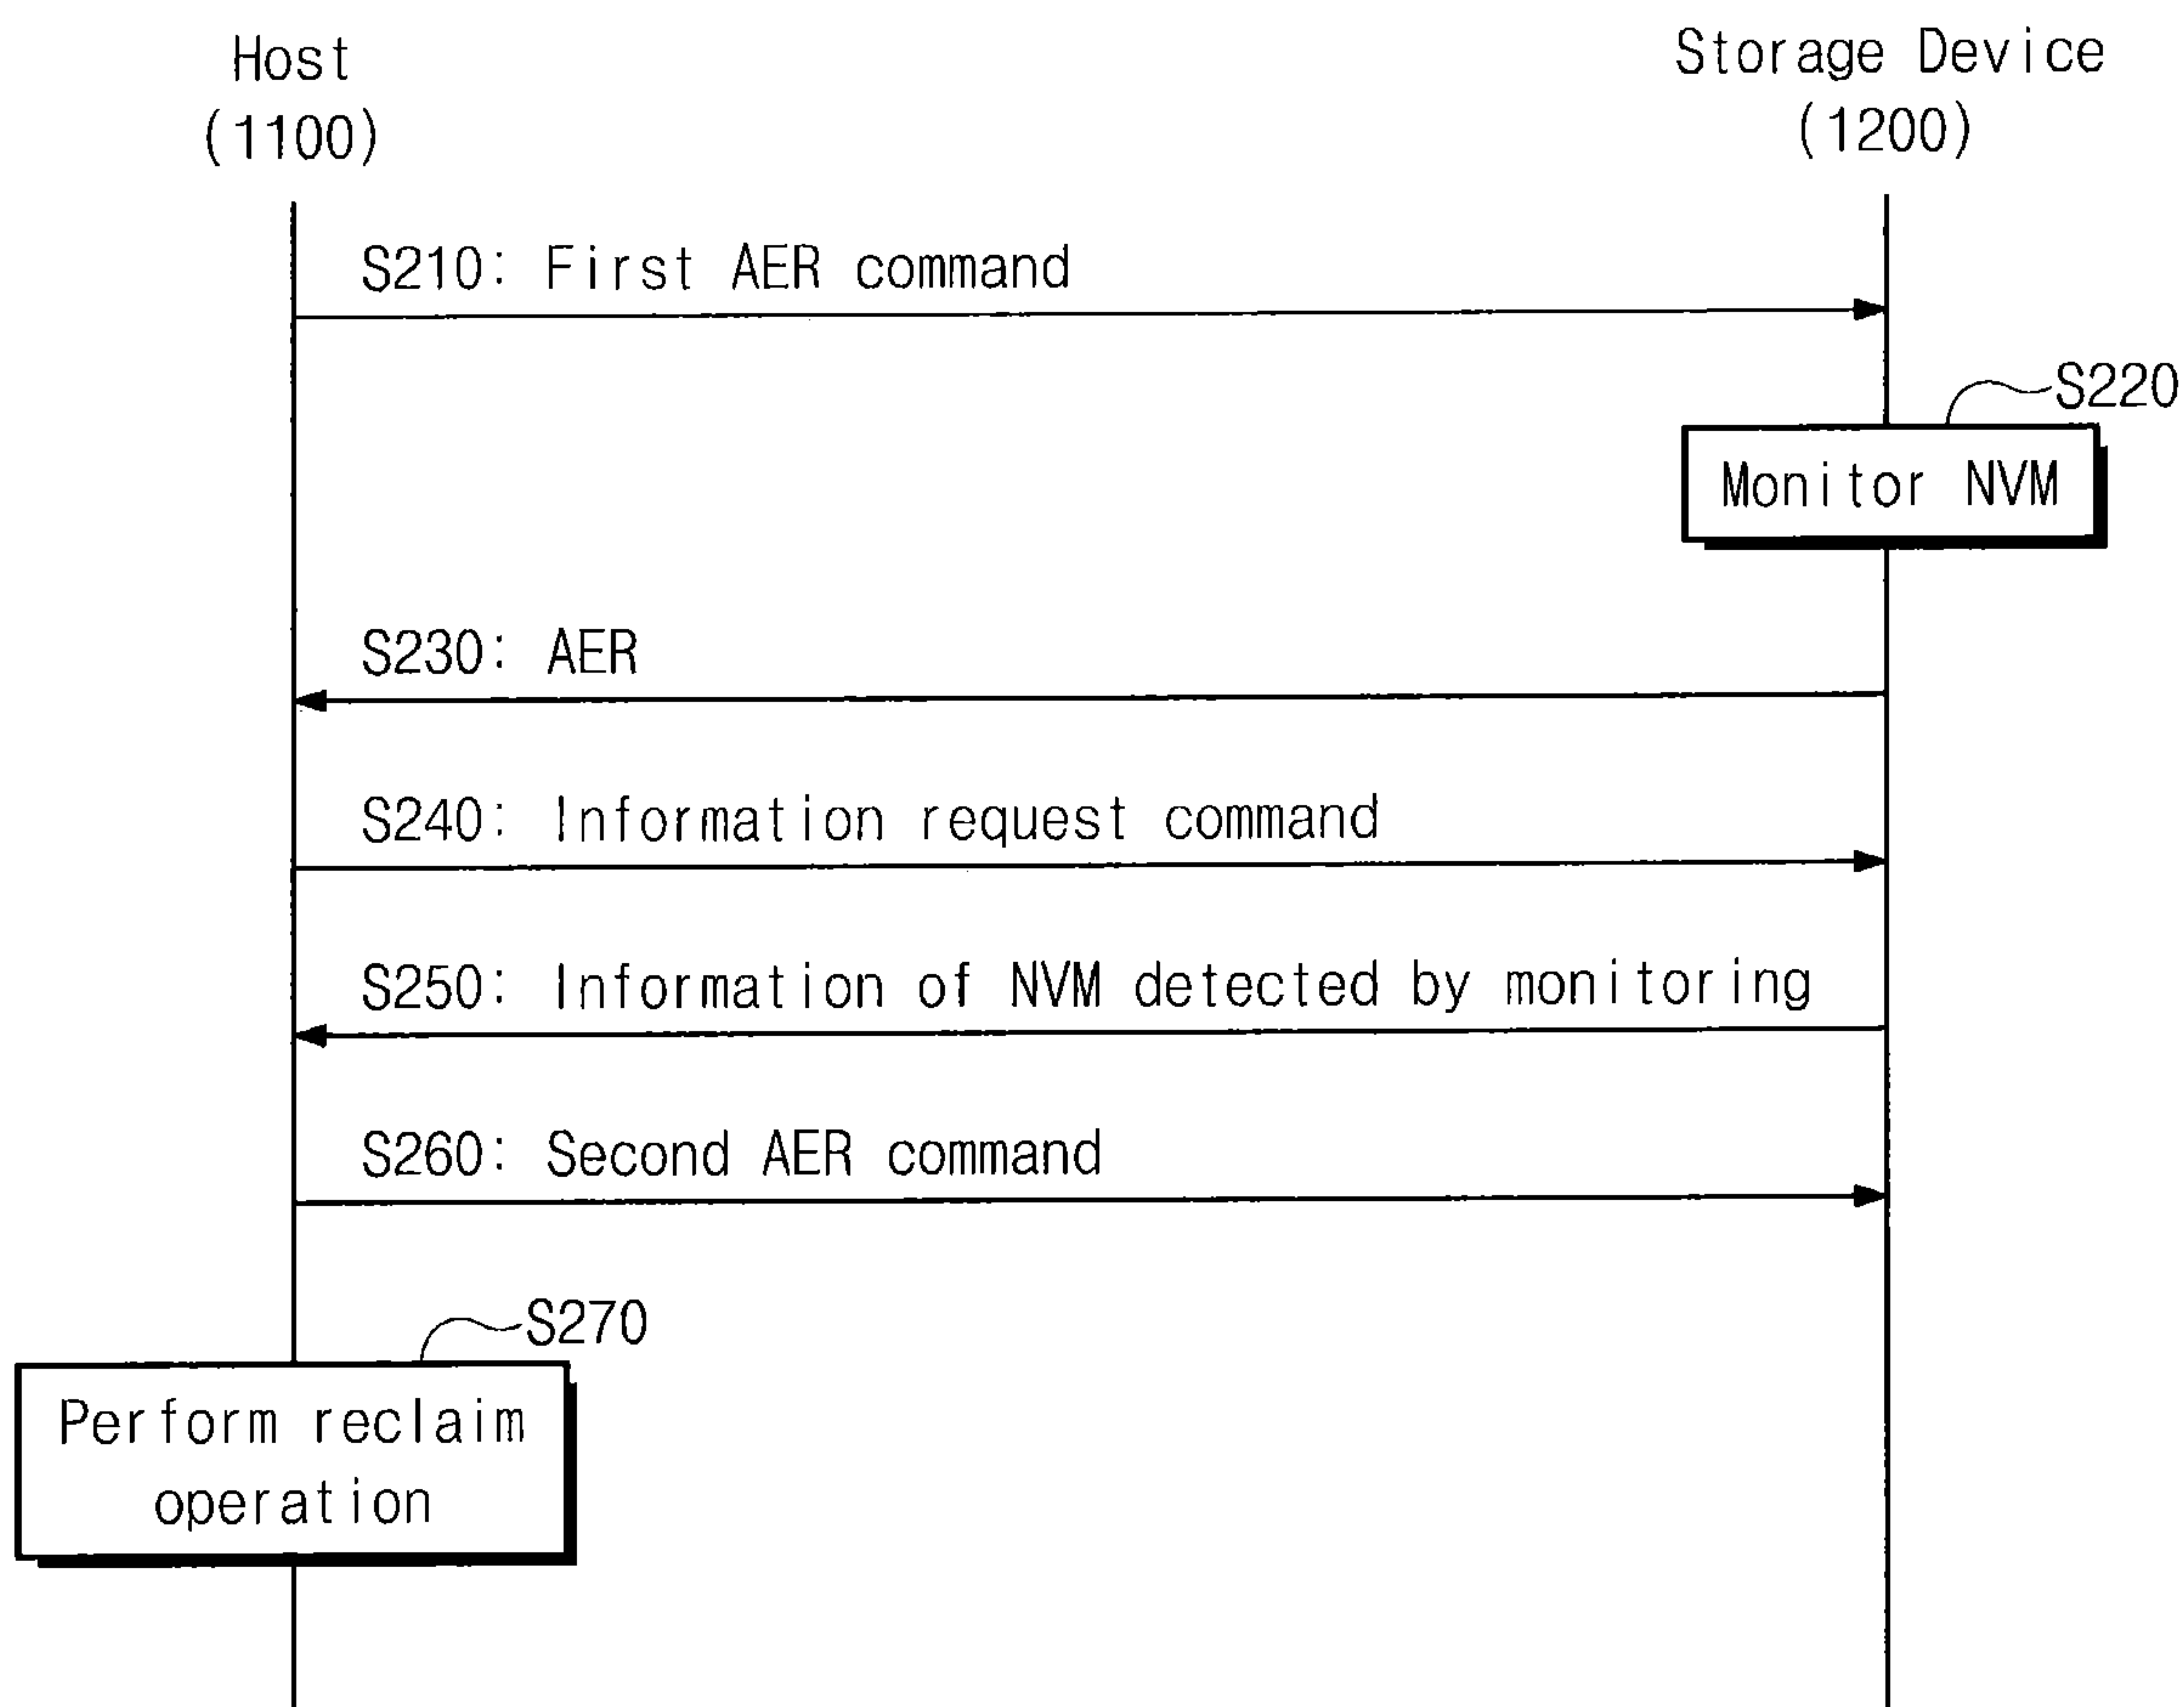 Host
(1100)
Storage Device
(1200)
S210: First AER command
S220
Monitor NVM
S230: AER
S240: Information request command
S250: Information of NVM detected by monitoring
S260: Second AER command
S270
Perform reclaim
operation